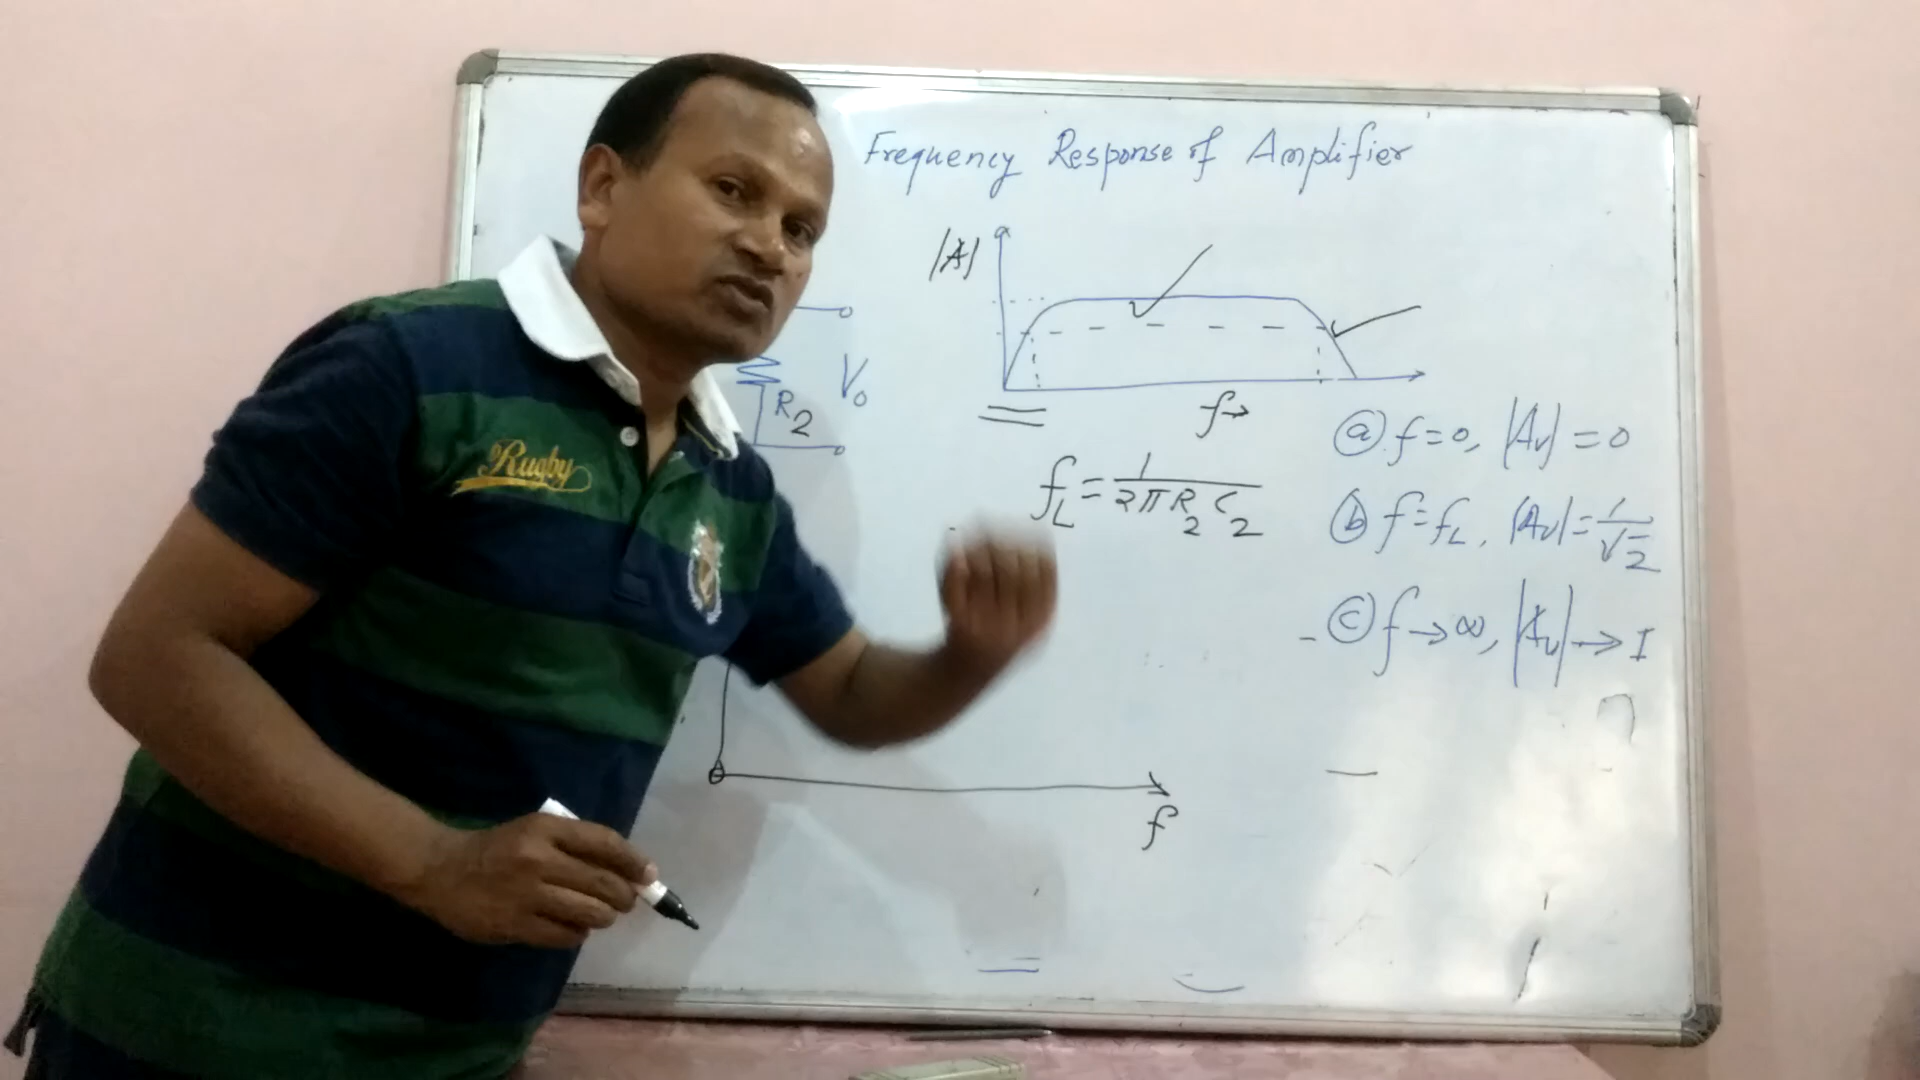 Frequency Response of Amplifier
|A|
V₀
R₂
f→
f_L = 1/2πR₂C₂
ⓐ f=0, |Av| = 0
ⓑ f=f_L, |Av| = 1/√2
ⓒ f→∞, |Av| → 1
f
Rugby